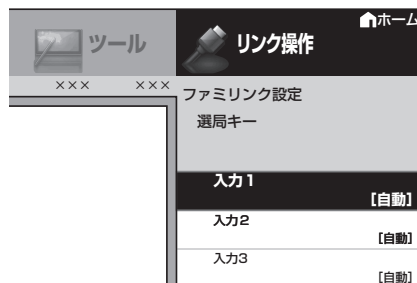 ホーム
ツール
リンク操作
××× ×××
ファミリンク設定
選局キー
入力1
[自動]
入力2
[自動]
入力3
[自動]